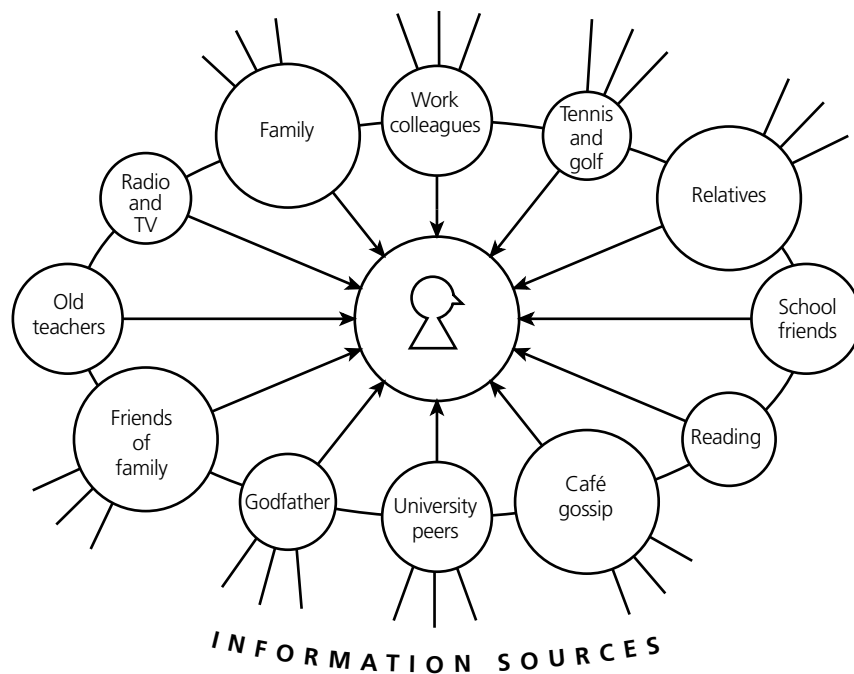 Family
Work
colleagues
Tennis
and
golf
Radio
and
TV
Relatives
Old
teachers
School
friends
Friends
of
family
Reading
Godfather
University
peers
Café
gossip
INFORMATION SOURCES